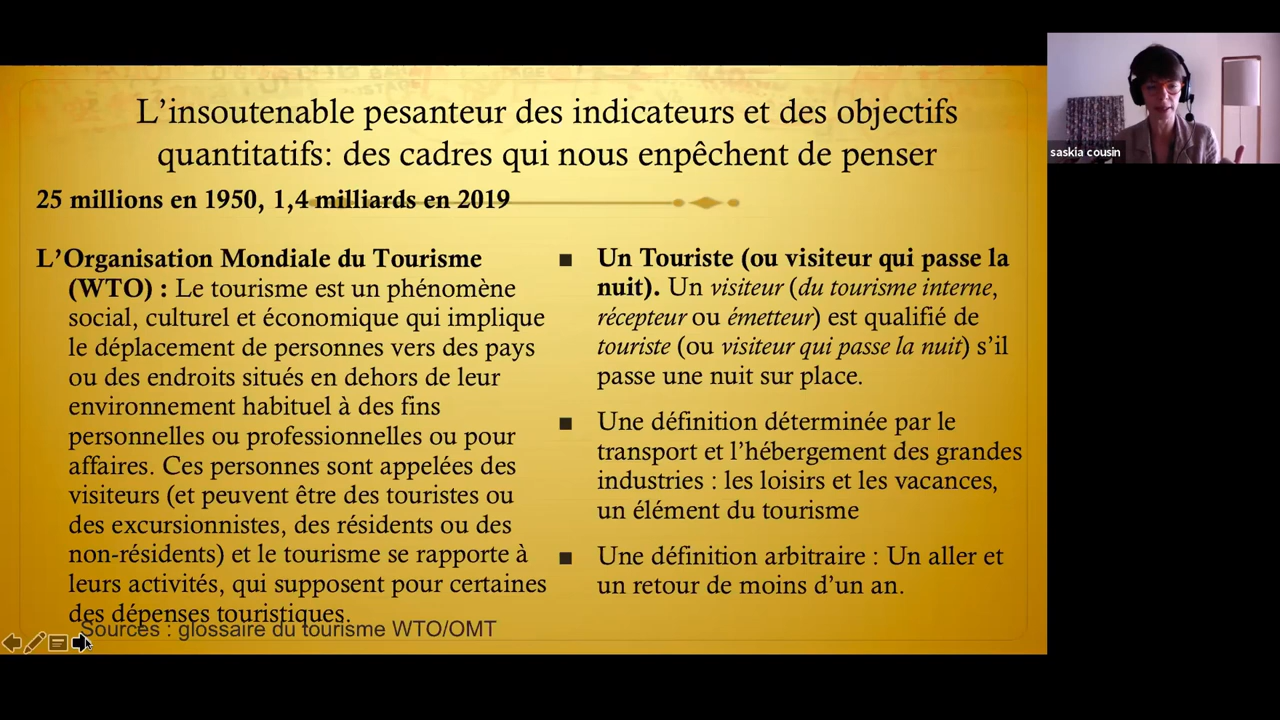 L'insoutenable pesanteur des indicateurs et des objectifs
quantitatifs: des cadres qui nous enpêchent de penser
25 millions en 1950, 1,4 milliards en 2019
L'Organisation Mondiale du Tourisme
(WTO) : Le tourisme est un phénomène
social, culturel et économique qui implique
le déplacement de personnes vers des pays
ou des endroits situés en dehors de leur
environnement habituel à des fins
personnelles ou professionnelles ou pour
affaires. Ces personnes sont appelées des
visiteurs (et peuvent être des touristes ou
des excursionnistes, des résidents ou des
non-résidents) et le tourisme se rapporte à
leurs activités, qui supposent pour certaines
des dépenses touristiques.
Sources : glossaire du tourisme WTO/OMT
■ Un Touriste (ou visiteur qui passe la
nuit). Un visiteur (du tourisme interne,
récepteur ou émetteur) est qualifié de
touriste (ou visiteur qui passe la nuit) s'il
passe une nuit sur place.
■ Une définition déterminée par le
transport et l'hébergement des grandes
industries : les loisirs et les vacances,
un élément du tourisme
■ Une définition arbitraire : Un aller et
un retour de moins d'un an.
saskia cousin